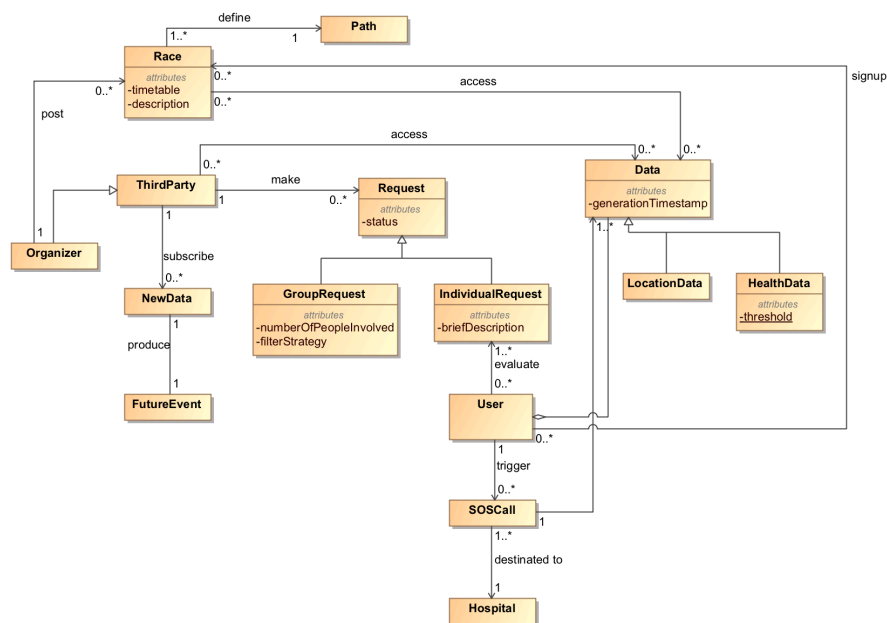 define
Path
1..*
1
Race
attributes
-timetable
-description
0..*
0..*
0..*
signup
access
post
access
0..*
0..*
0..*
ThirdParty
make
Request
attributes
-status
Data
attributes
-generationTimestamp
1
0..*
1
1
1..*
Organizer
subscribe
0..*
NewData
GroupRequest
attributes
-numberOfPeopleInvolved
-filterStrategy
IndividualRequest
attributes
-briefDescription
LocationData
HealthData
attributes
-threshold
1
produce
1
FutureEvent
1..*
evaluate
0..*
User
0..*
1
trigger
0..*
SOSCall
1
1..*
destinated to
1
Hospital